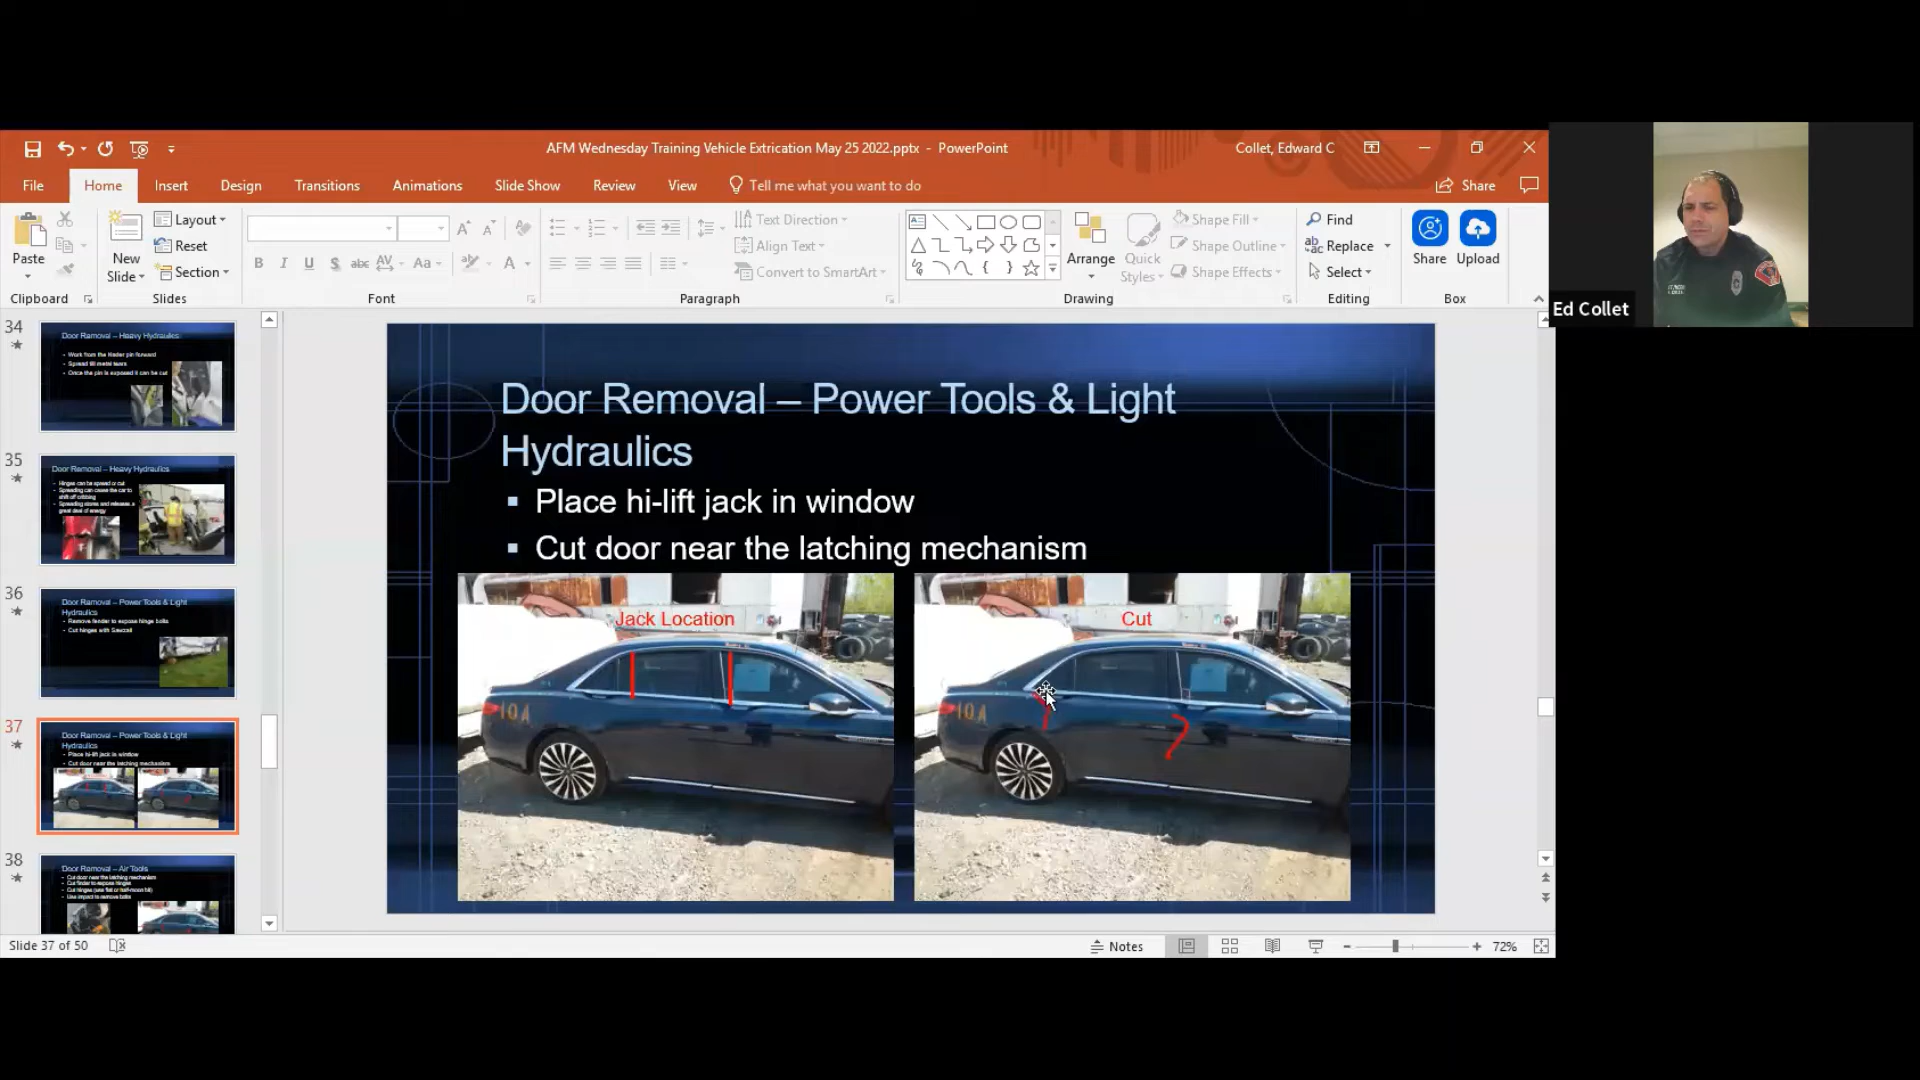 AFM Wednesday Training Vehicle Extrication May 25 2022.pptx - PowerPoint
Collet, Edward C
File Home Insert Design Transitions Animations Slide Show Review View Tell me what you want to do Share
Paste
New
Slide
Layout
Reset
Section
B I U S abc AV Aa A
Text Direction
Align Text
Convert to SmartArt
Arrange
Quick
Styles
Shape Fill
Shape Outline
Shape Effects
Find
Replace
Select
Share
Upload
Clipboard Slides Font Paragraph Drawing Editing Box
Ed Collet
34
Door Removal – Heavy Hydraulics
Work from the Nader pin forward
Spread till metal tears
Once the pin is exposed it can be cut
35
Door Removal – Heavy Hydraulics
Hinges can be spread or cut
Spreading can cause the car to
shift off cribbing
Spreading stores and releases a
great deal of energy
36
Door Removal – Power Tools & Light
Hydraulics
Remove fender to expose hinge bolts
Cut hinges with Sawzall
37
Door Removal – Power Tools & Light
Hydraulics
Place hi-lift jack in window
Cut door near the latching mechanism
38
Door Removal – Air Tools
Cut door near the latching mechanism
Cut hinges (use flat or half-moon bit)
Use impact to remove bolts
Door Removal – Power Tools & Light
Hydraulics
Place hi-lift jack in window
Cut door near the latching mechanism
Jack Location
Cut
10A
10A
Slide 37 of 50
Notes
72%